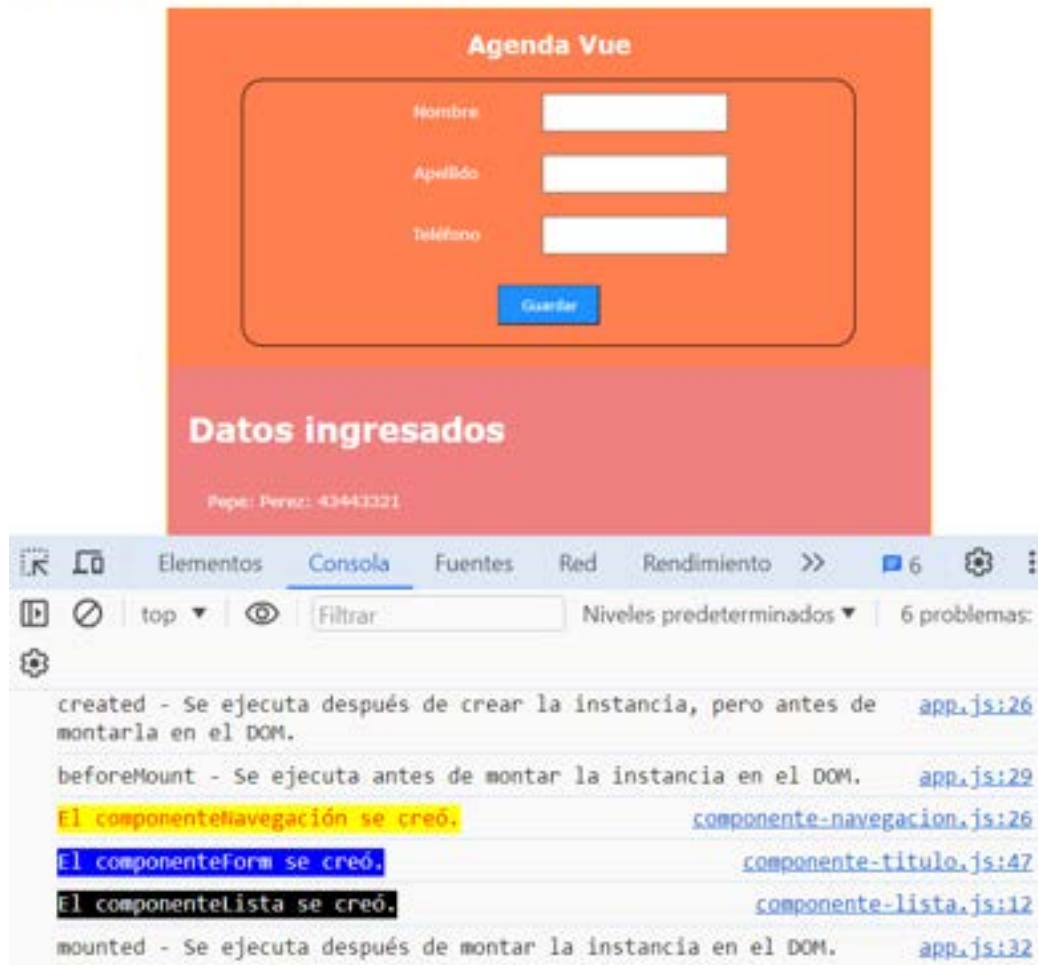 Agenda Vue
Nombre
Apellido
Teléfono
Guardar
Datos ingresados
Pepe: Perez: 43443321
Elementos Consola Fuentes Red Rendimiento >> 6
top ▼ Filtrar Niveles predeterminados ▼ 6 problemas:
created - Se ejecuta después de crear la instancia, pero antes de app.js:26
montarla en el DOM.
beforeMount - Se ejecuta antes de montar la instancia en el DOM. app.js:29
El componenteNavegación se creó. componente-navegacion.js:26
El componenteForm se creó. componente-titulo.js:47
El componenteLista se creó. componente-lista.js:12
mounted - Se ejecuta después de montar la instancia en el DOM. app.js:32